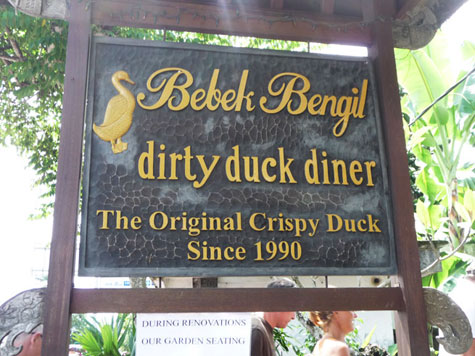 Bebek Bengil
dirty duck diner
The Original Crispy Duck
Since 1990
DURING RENOVATIONS
OUR GARDEN SEATING